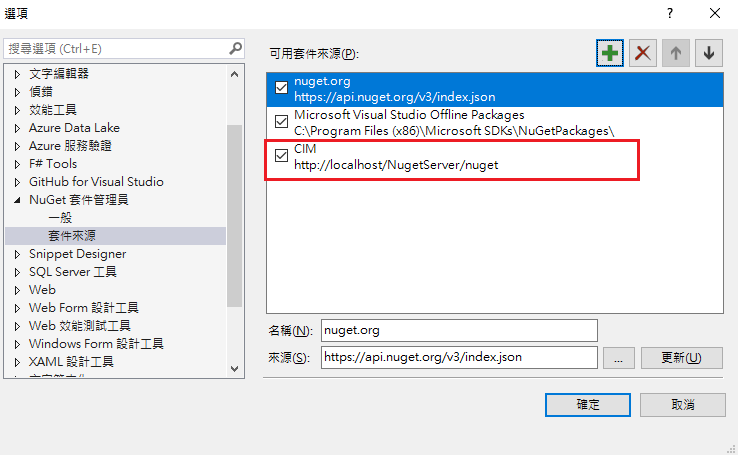 選項
搜尋選項 (Ctrl+E)
文字編輯器
偵錯
效能工具
Azure Data Lake
Azure 服務驗證
F# Tools
GitHub for Visual Studio
NuGet 套件管理員
一般
套件來源
Snippet Designer
SQL Server 工具
Web
Web Form 設計工具
Web 效能測試工具
Windows Form 設計工具
XAML 設計工具
可用套件來源(P):
nuget.org
https://api.nuget.org/v3/index.json
Microsoft Visual Studio Offline Packages
C:\Program Files (x86)\Microsoft SDKs\NuGetPackages\
CIM
http://localhost/NugetServer/nuget
名稱(N):
nuget.org
來源(S):
https://api.nuget.org/v3/index.json
...
更新(U)
確定
取消